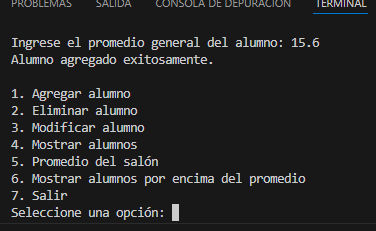 PROBLEMAS SALIDA CONSOLA DE DEPURACIÓN TERMINAL
Ingrese el promedio general del alumno: 15.6
Alumno agregado exitosamente.
1. Agregar alumno
2. Eliminar alumno
3. Modificar alumno
4. Mostrar alumnos
5. Promedio del salón
6. Mostrar alumnos por encima del promedio
7. Salir
Seleccione una opción: